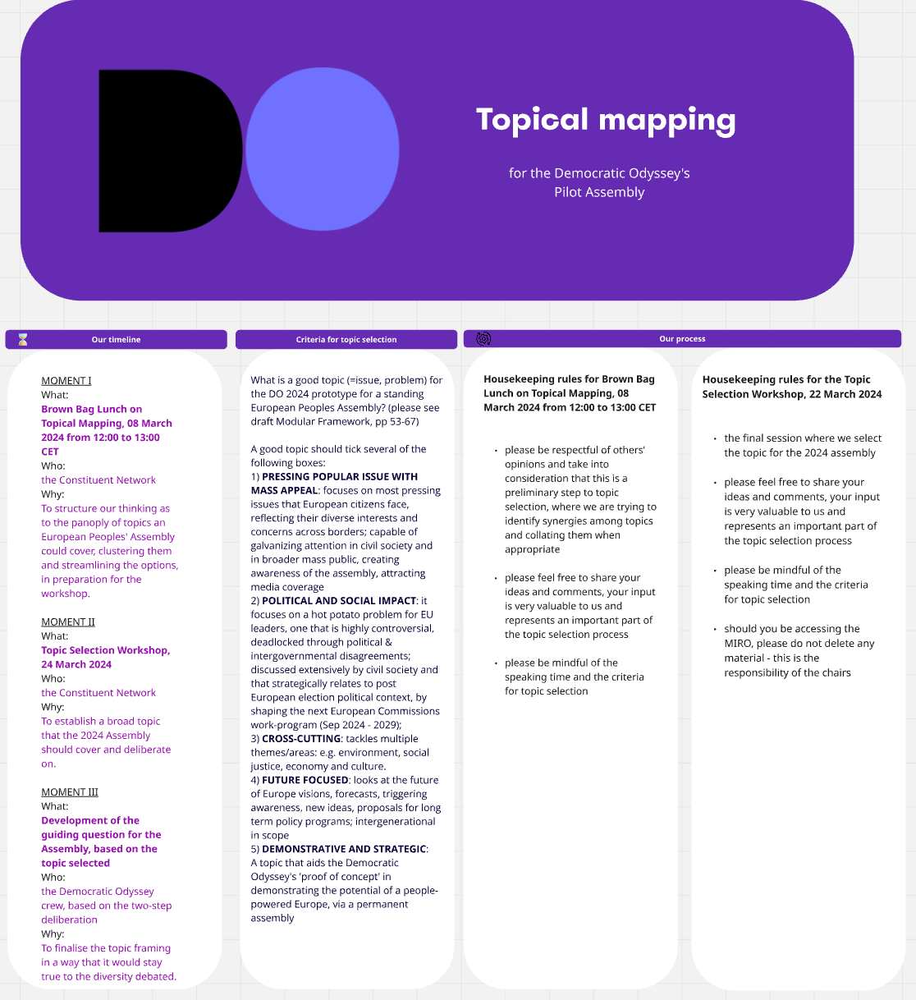 DO
Topical mapping
for the Democratic Odyssey's
Pilot Assembly
Our timeline
MOMENT I
What:
Brown Bag Lunch on
Topical Mapping, 08 March
2024 from 12:00 to 13:00
CET
Who:
the Constituent Network
Why:
To structure our thinking as
to the panoply of topics an
European Peoples' Assembly
could cover, clustering them
and streamlining the options,
in preparation for the
workshop.
MOMENT II
What:
Topic Selection Workshop,
24 March 2024
Who:
the Constituent Network
Why:
To establish a broad topic
that the 2024 Assembly
should cover and deliberate
on.
MOMENT III
What:
Development of the
guiding question for the
Assembly, based on the
topic selected
Who:
the Democratic Odyssey
crew, based on the two-step
deliberation
Why:
To finalise the topic framing
in a way that it would stay
true to the diversity debated.
Criteria for topic selection
What is a good topic (=issue, problem) for
the DO 2024 prototype for a standing
European Peoples Assembly? (please see
draft Modular Framework, pp 53-67)
A good topic should tick several of the
following boxes:
1) PRESSING POPULAR ISSUE WITH
MASS APPEAL: focuses on most pressing
issues that European citizens face,
reflecting their diverse interests and
concerns across borders; capable of
galvanizing attention in civil society and
in broader mass public, creating
awareness of the assembly, attracting
media coverage
2) POLITICAL AND SOCIAL IMPACT: it
focuses on a hot potato problem for EU
leaders, one that is highly controversial,
deadlocked through political &
intergovernmental disagreements;
discussed extensively by civil society and
that strategically relates to post
European election political context, by
shaping the next European Commissions
work-program (Sep 2024 - 2029);
3) CROSS-CUTTING: tackles multiple
themes/areas: e.g. environment, social
justice, economy and culture.
4) FUTURE FOCUSED: looks at the future
of Europe visions, forecasts, triggering
awareness, new ideas, proposals for long
term policy programs; intergenerational
in scope
5) DEMONSTRATIVE AND STRATEGIC:
A topic that aids the Democratic
Odyssey's 'proof of concept' in
demonstrating the potential of a people-
powered Europe, via a permanent
assembly
Our process
Housekeeping rules for Brown Bag
Lunch on Topical Mapping, 08
March 2024 from 12:00 to 13:00 CET
• please be respectful of others'
opinions and take into
consideration that this is a
preliminary step to topic
selection, where we are trying to
identify synergies among topics
and collating them when
appropriate
• please feel free to share your
ideas and comments, your input
is very valuable to us and
represents an important part of
the topic selection process
• please be mindful of the
speaking time and the criteria
for topic selection
Housekeeping rules for the Topic
Selection Workshop, 22 March 2024
• the final session where we select
the topic for the 2024 assembly
• please feel free to share your
ideas and comments, your input
is very valuable to us and
represents an important part of
the topic selection process
• please be mindful of the
speaking time and the criteria
for topic selection
• should you be accessing the
MIRO, please do not delete any
material - this is the
responsibility of the chairs